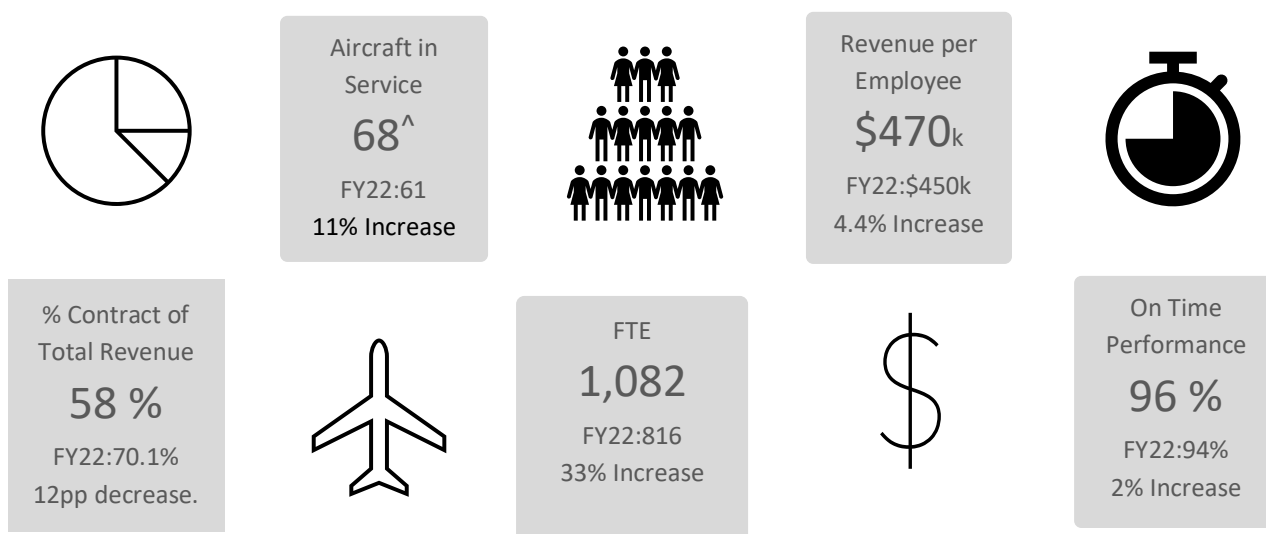 Aircraft in
Service
68^
FY22:61
11% Increase
Revenue per
Employee
$470k
FY22:$450k
4.4% Increase
% Contract of
Total Revenue
58 %
FY22:70.1%
12pp decrease.
FTE
1,082
FY22:816
33% Increase
On Time
Performance
96 %
FY22:94%
2% Increase